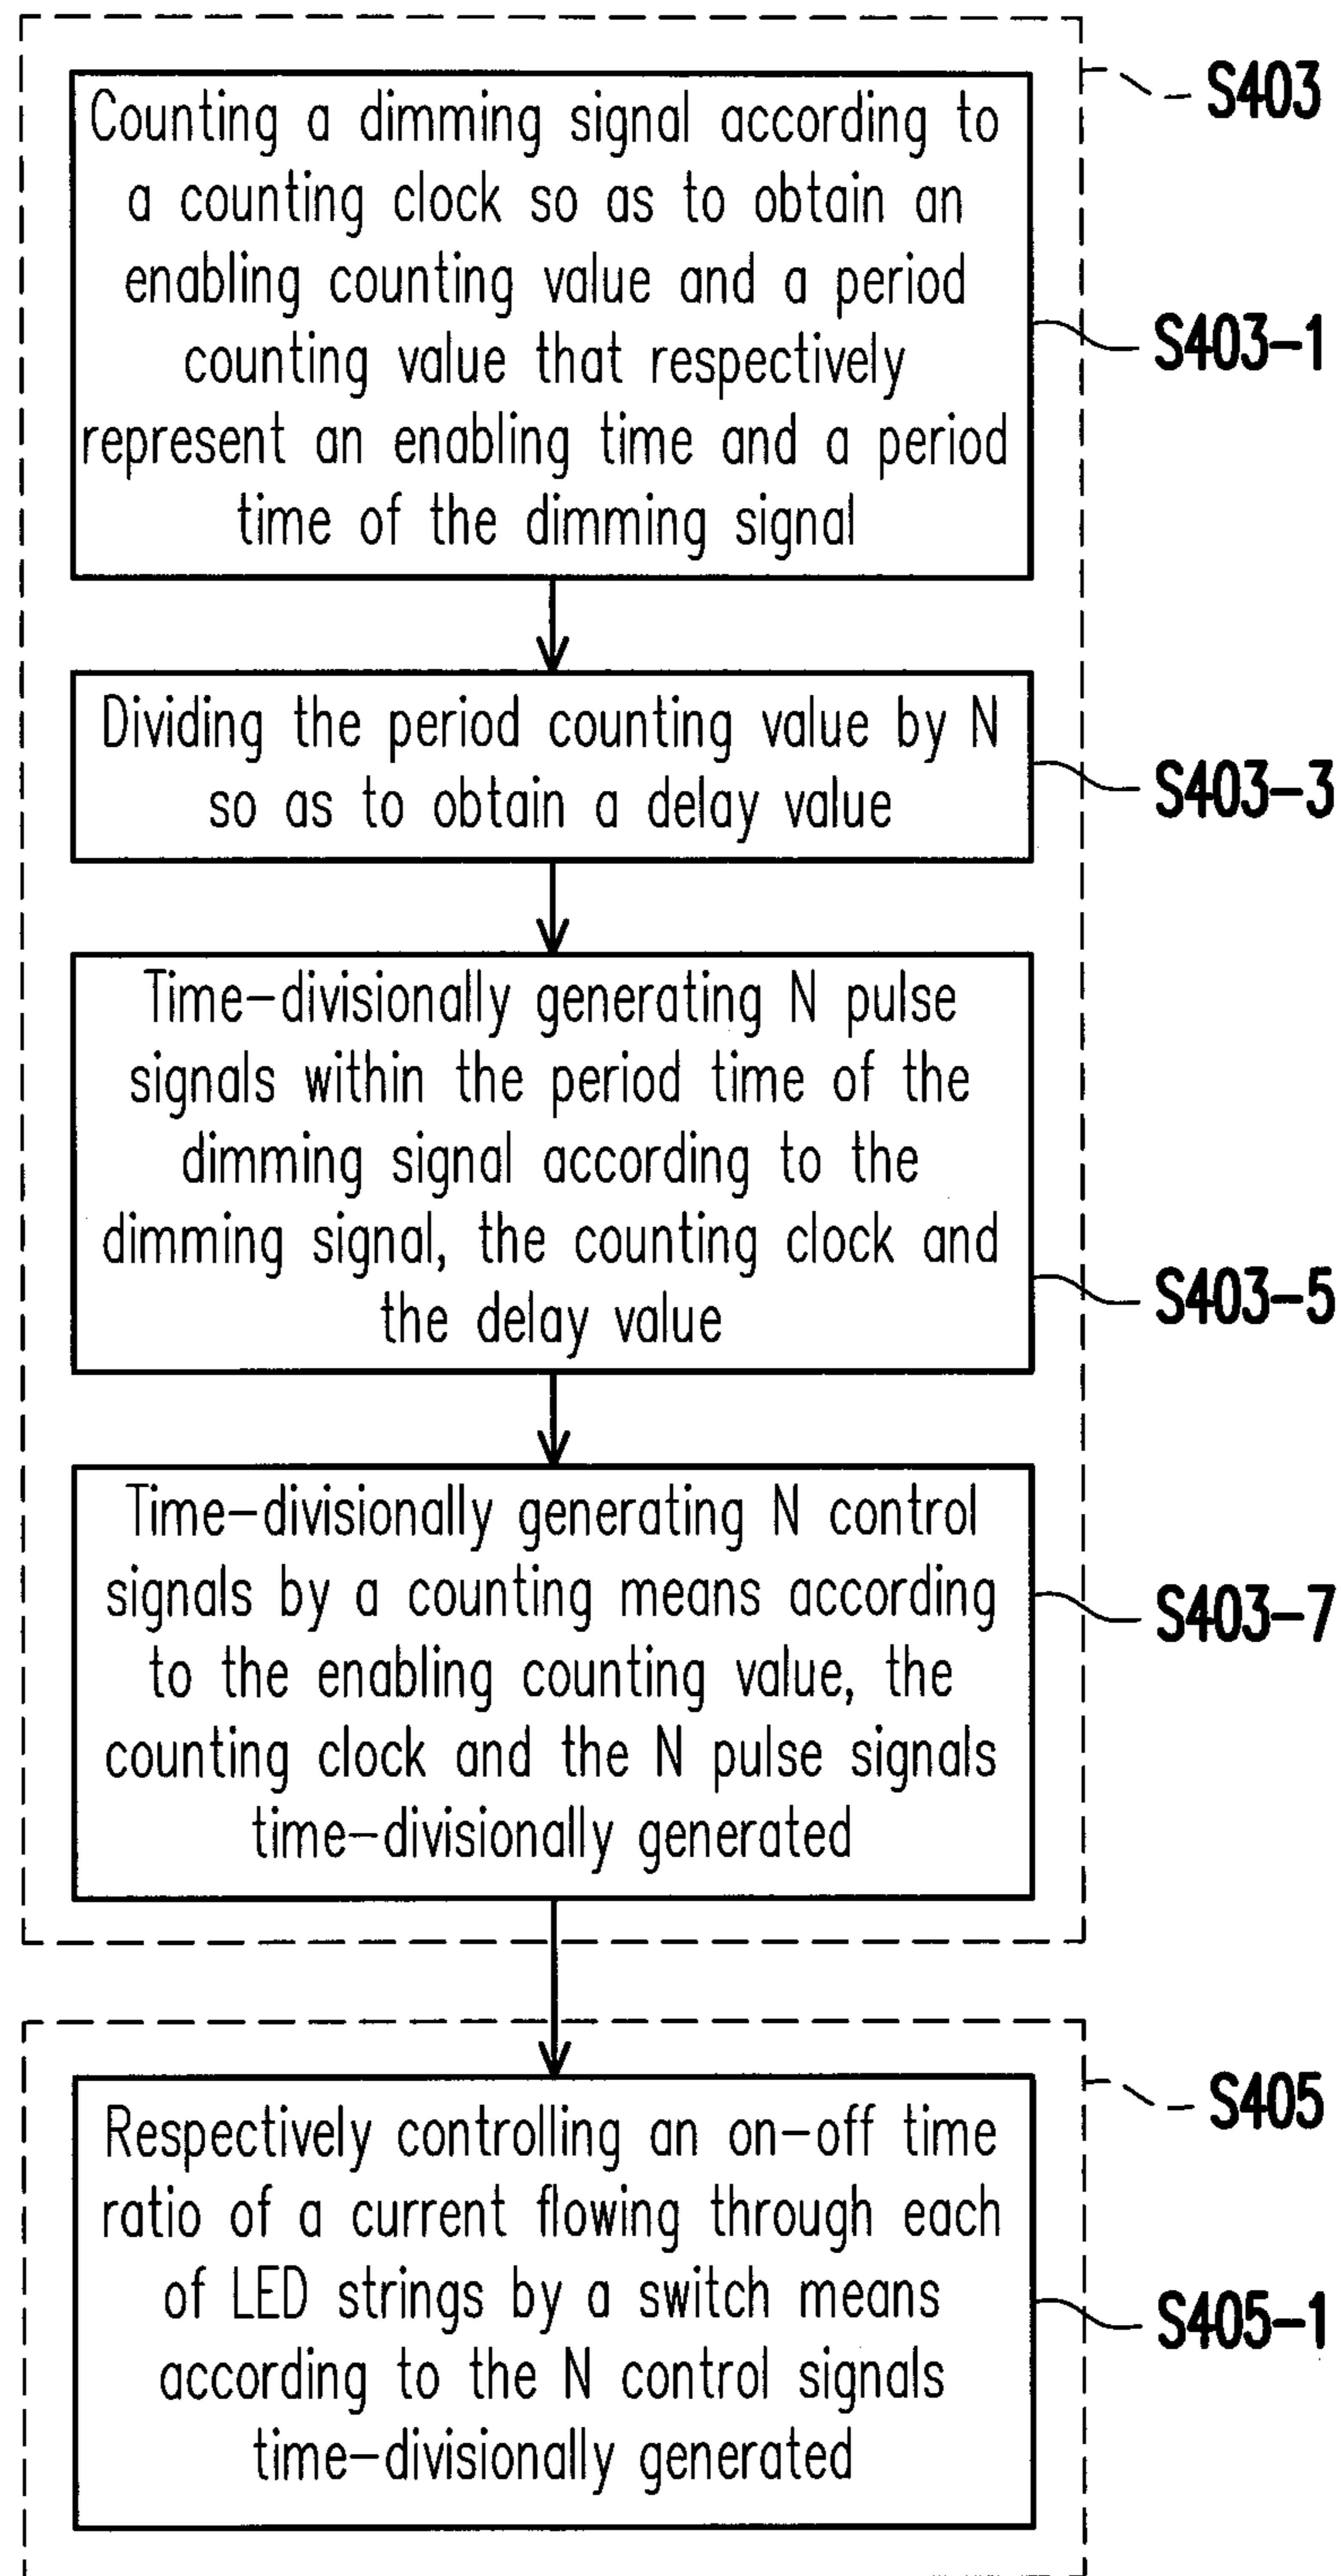 S403
Counting a dimming signal according to
a counting clock so as to obtain an
enabling counting value and a period
counting value that respectively
represent an enabling time and a period
time of the dimming signal
S403-1
Dividing the period counting value by N
so as to obtain a delay value
S403-3
Time-divisionally generating N pulse
signals within the period time of the
dimming signal according to the
dimming signal, the counting clock and
the delay value
S403-5
Time-divisionally generating N control
signals by a counting means according
to the enabling counting value, the
counting clock and the N pulse signals
time-divisionally generated
S403-7
S405
Respectively controlling an on-off time
ratio of a current flowing through each
of LED strings by a switch means
according to the N control signals
time-divisionally generated
S405-1